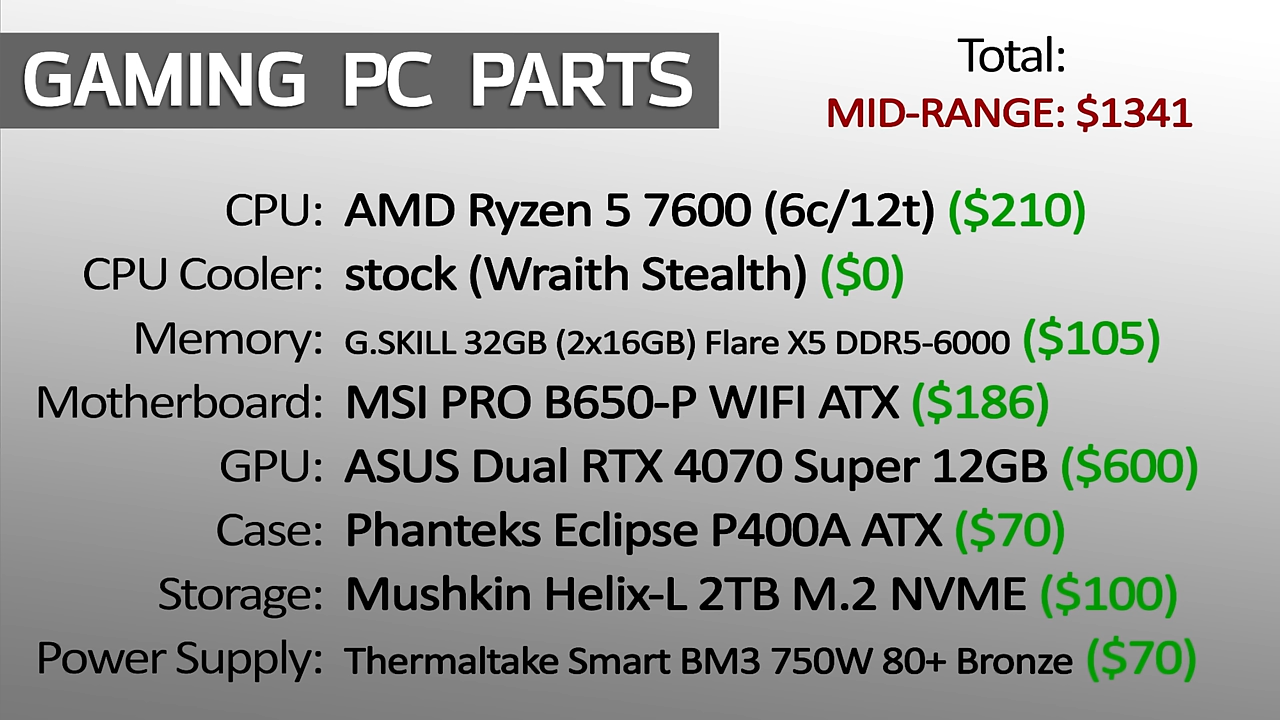 GAMING PC PARTS
Total:
MID-RANGE: $1341
CPU: AMD Ryzen 5 7600 (6c/12t) ($210)
CPU Cooler: stock (Wraith Stealth) ($0)
Memory: G.SKILL 32GB (2x16GB) Flare X5 DDR5-6000 ($105)
Motherboard: MSI PRO B650-P WIFI ATX ($186)
GPU: ASUS Dual RTX 4070 Super 12GB ($600)
Case: Phanteks Eclipse P400A ATX ($70)
Storage: Mushkin Helix-L 2TB M.2 NVME ($100)
Power Supply: Thermaltake Smart BM3 750W 80+ Bronze ($70)